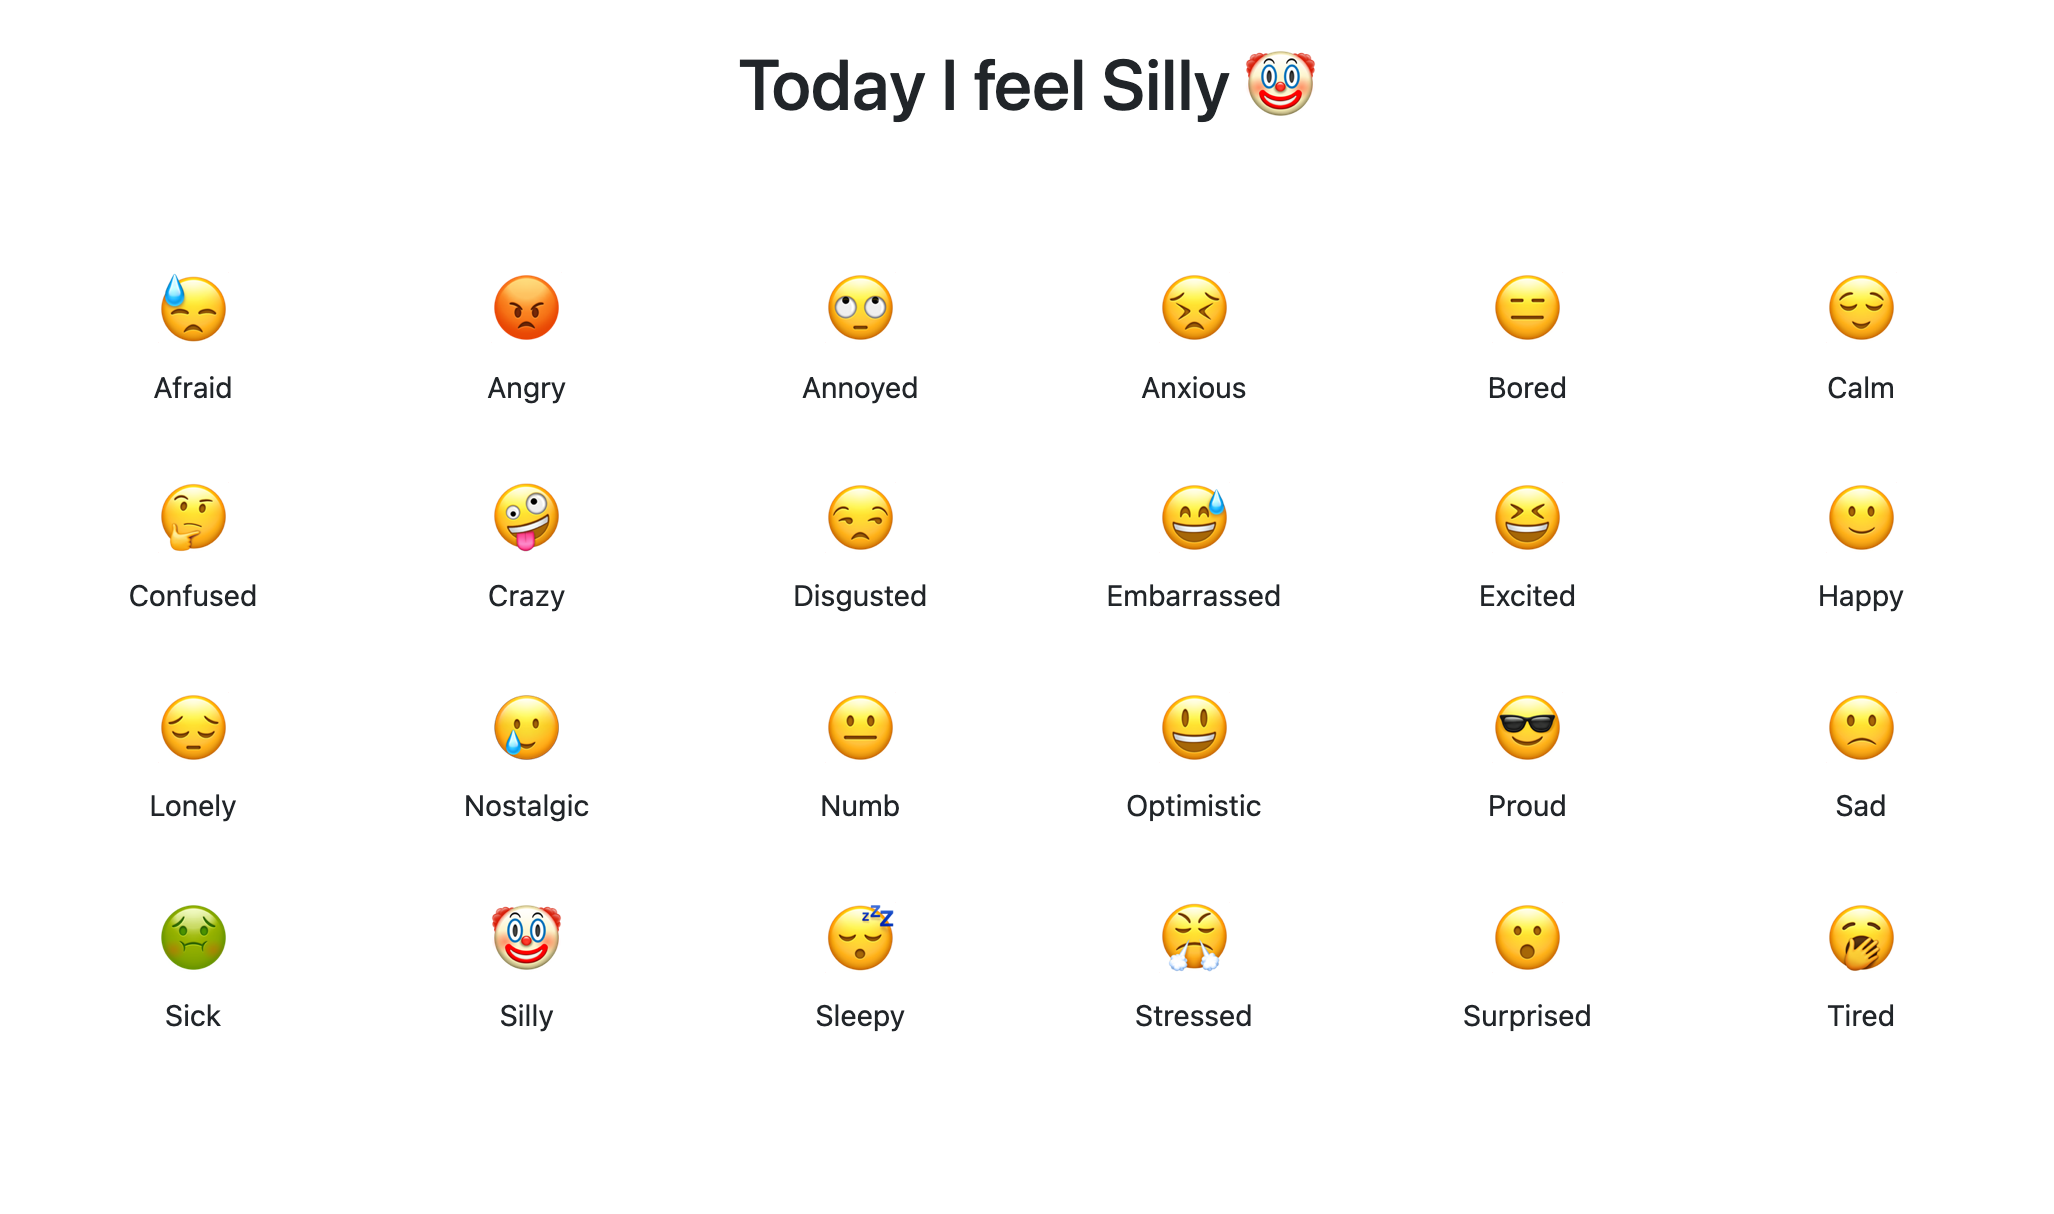 Today I feel Silly 🤡
Afraid Angry Annoyed Anxious Bored Calm
Confused Crazy Disgusted Embarrassed Excited Happy
Lonely Nostalgic Numb Optimistic Proud Sad
Sick Silly Sleepy Stressed Surprised Tired